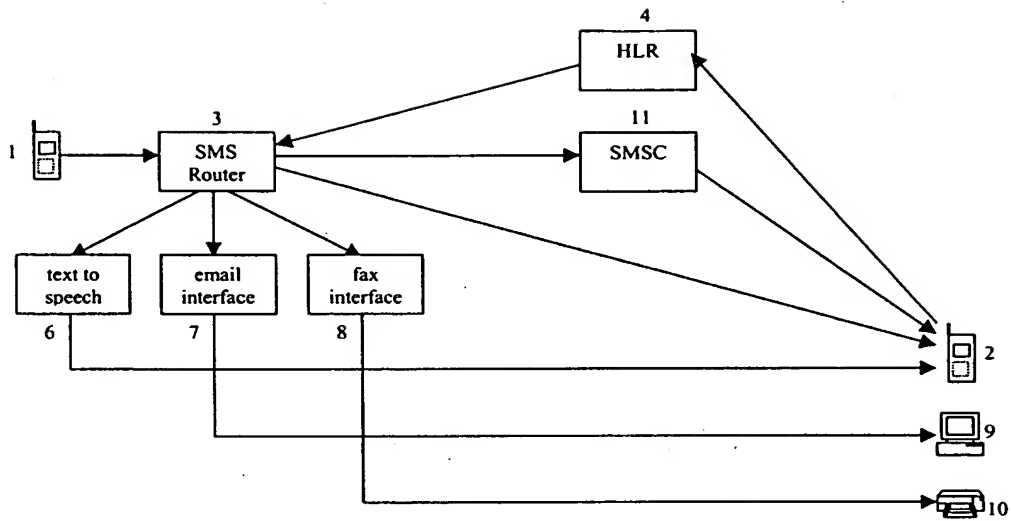 4
HLR
3
11
1
SMS
Router
SMSC
text to
speech
email
interface
fax
interface
6
7
8
2
9
10